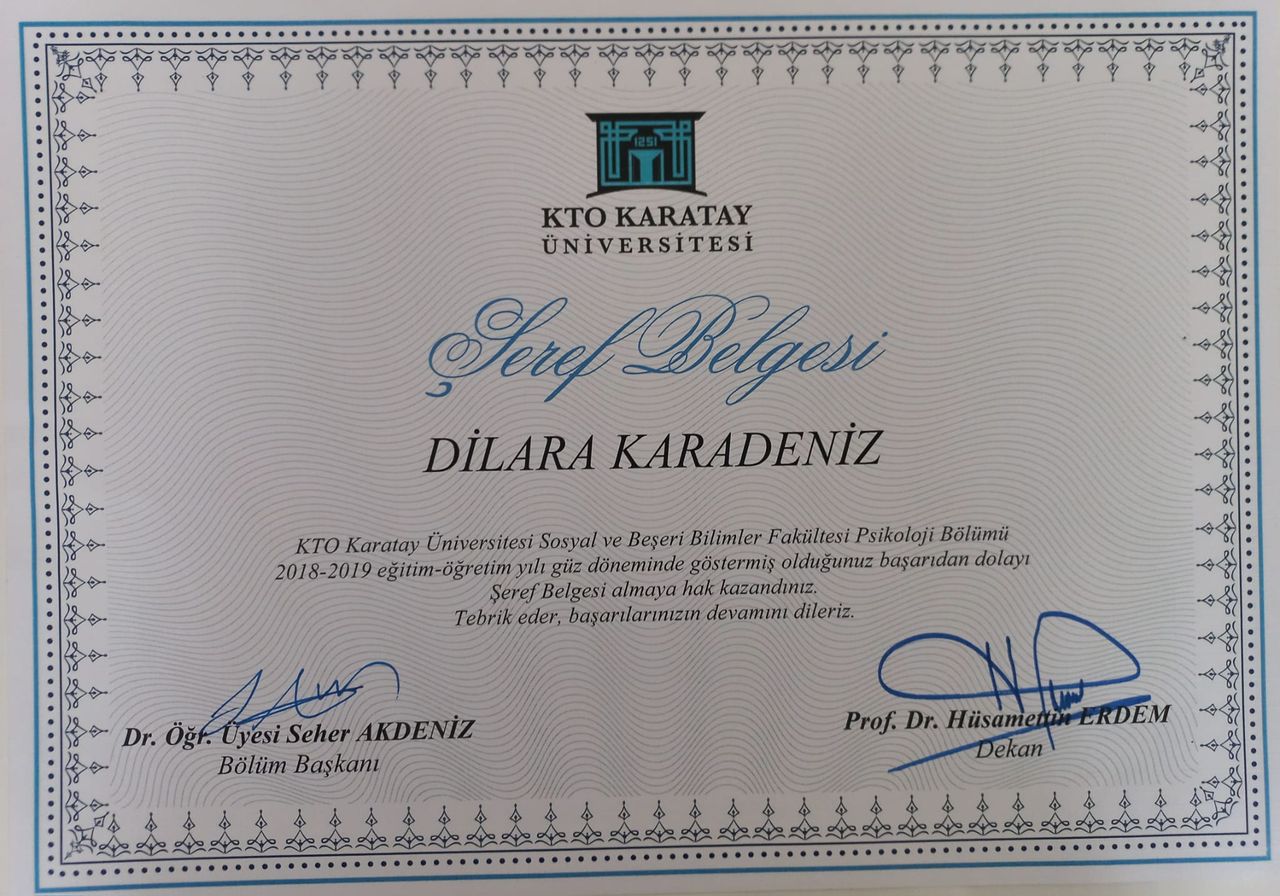 1251
KTO KARATAY
ÜNİVERSİTESİ
Şeref Belgesi
DİLARA KARADENİZ
KTO Karatay Üniversitesi Sosyal ve Beşeri Bilimler Fakültesi Psikoloji Bölümü
2018-2019 eğitim-öğretim yılı güz döneminde göstermiş olduğunuz başarıdan dolayı
Şeref Belgesi almaya hak kazandınız.
Tebrik eder, başarılarınızın devamını dileriz.
Dr. Öğr. Üyesi Seher AKDENİZ
Bölüm Başkanı
Prof. Dr. Hüsamettin ERDEM
Dekan